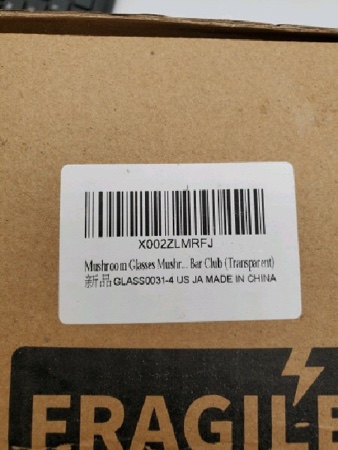 X002ZLMRFJ
Mushroom Glasses Mushr... Bar Club (Transparent)
新品 GLASS0031-4 US JA MADE IN CHINA
FRAGILE